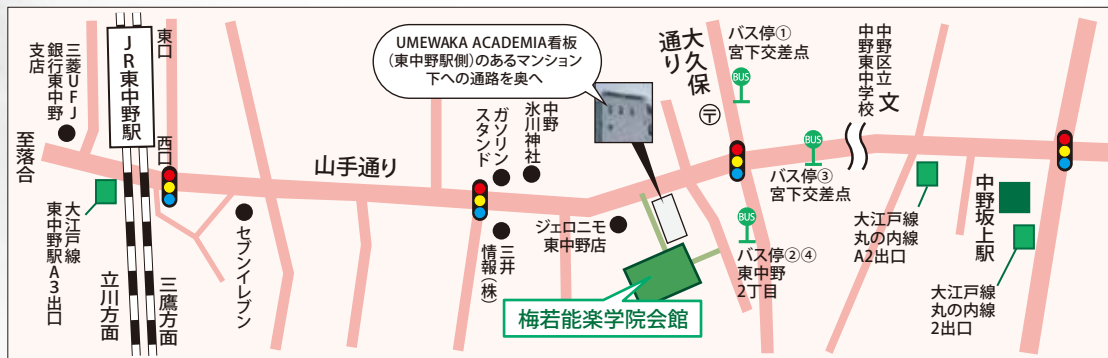 至落合
三菱UFJ
銀行東中野
支店
JR東中野駅
東口
西口
大江戸線
東中野駅A3出口
立川方面
三鷹方面
セブンイレブン
山手通り
UMEWAKA ACADEMIA看板
(東中野駅側)のあるマンション
下への通路を奥へ
ガソリン
スタンド
中野
氷川神社
三井
情報(株)
ジェロニモ
東中野店
梅若能楽学院会館
大久保
通り
〒
BUS
バス停①
宮下交差点
BUS
バス停③
宮下交差点
BUS
バス停②④
東中野
2丁目
中野区立
中野東中学校
文
大江戸線
丸の内線
A2出口
中野坂上駅
大江戸線
丸の内線
2出口